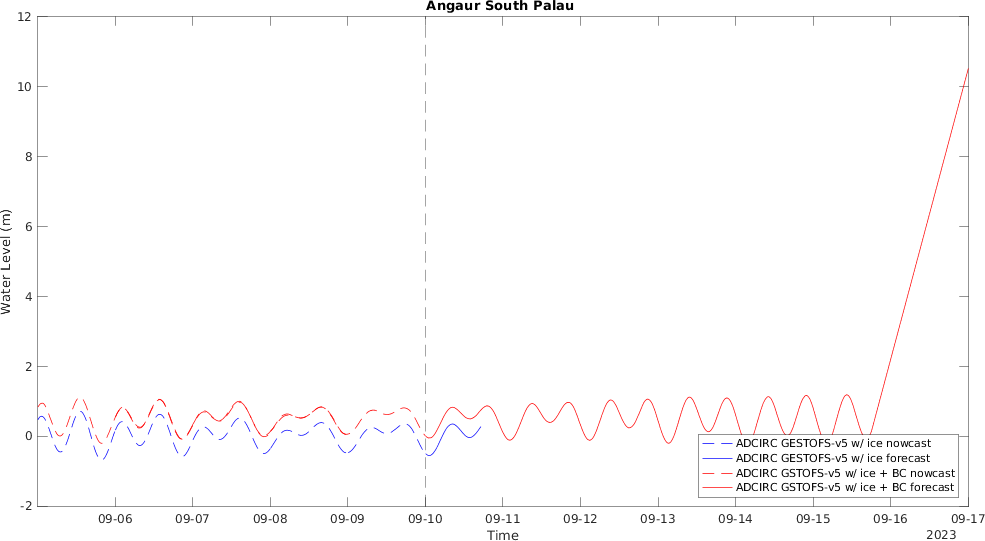 Angaur South Palau
12
10
8
6
4
2
0
-2
Water Level (m)
09-06 09-07 09-08 09-09 09-10 09-11 09-12 09-13 09-14 09-15 09-16 09-17
Time
2023
ADCIRC GESTOFS-v5 w/ ice nowcast
ADCIRC GESTOFS-v5 w/ ice forecast
ADCIRC GSTOFS-v5 w/ ice + BC nowcast
ADCIRC GSTOFS-v5 w/ ice + BC forecast